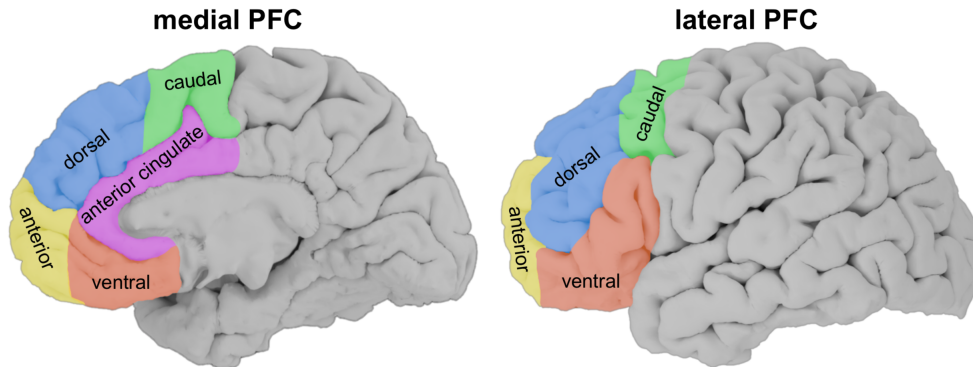 medial PFC
caudal
dorsal
anterior cingulate
anterior
ventral
lateral PFC
caudal
dorsal
anterior
ventral